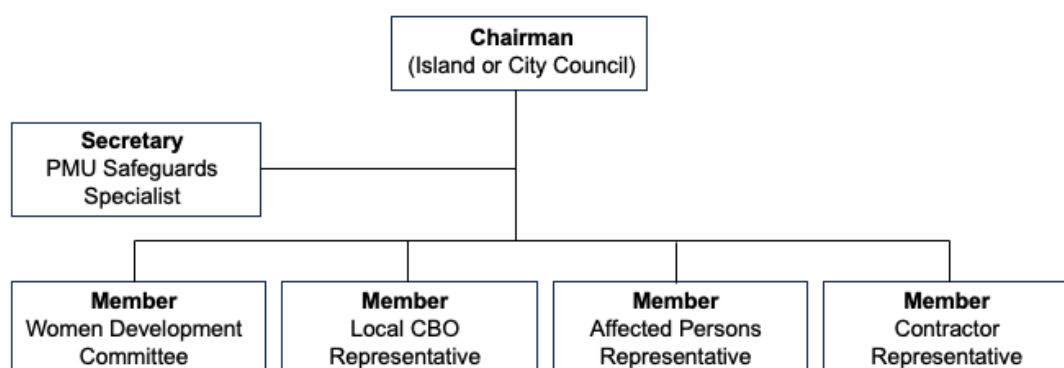 Chairman
(Island or City Council)
Secretary
PMU Safeguards
Specialist
Member
Women Development
Committee
Member
Local CBO
Representative
Member
Affected Persons
Representative
Member
Contractor
Representative